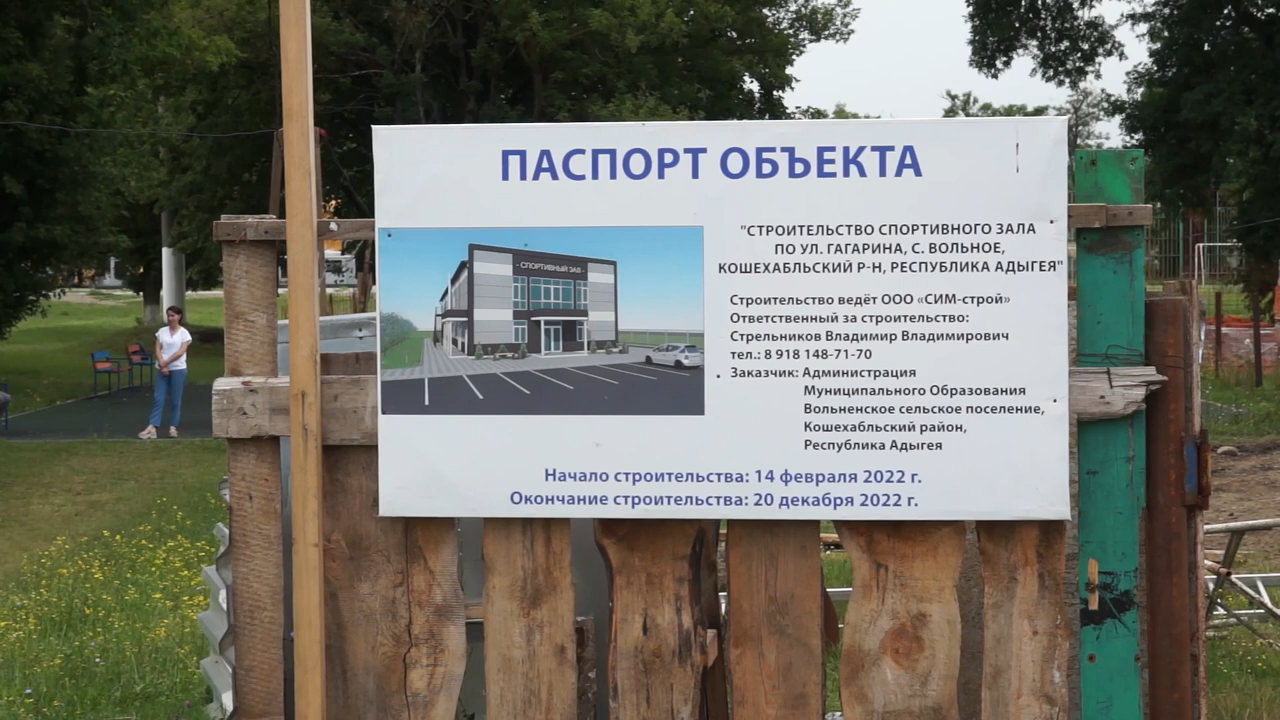 ПАСПОРТ ОБЪЕКТА
- СПОРТИВНЫЙ ЗАЛ -
"СТРОИТЕЛЬСТВО СПОРТИВНОГО ЗАЛА
ПО УЛ. ГАГАРИНА, С. ВОЛЬНОЕ,
КОШЕХАБЛЬСКИЙ Р-Н, РЕСПУБЛИКА АДЫГЕЯ"
Строительство ведёт ООО «СИМ-строй»
Ответственный за строительство:
Стрельников Владимир Владимирович
тел.: 8 918 148-71-70
Заказчик: Администрация
Муниципального Образования
Вольненское сельское поселение,
Кошехабльский район,
Республика Адыгея
Начало строительства: 14 февраля 2022 г.
Окончание строительства: 20 декабря 2022 г.